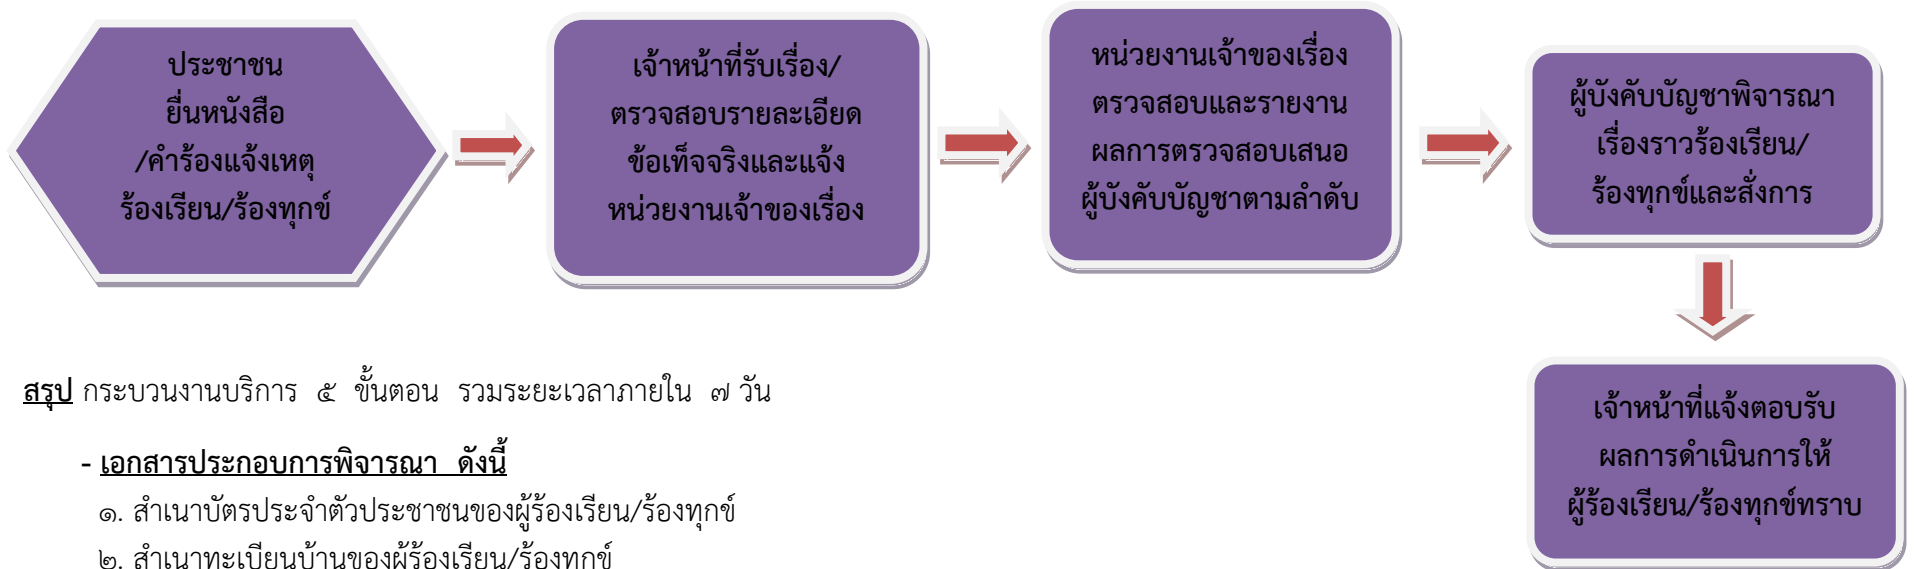 ประชาชน
ยื่นหนังสือ
/คำร้องแจ้งเหตุ
ร้องเรียน/ร้องทุกข์
เจ้าหน้าที่รับเรื่อง/
ตรวจสอบรายละเอียด
ข้อเท็จจริงและแจ้ง
หน่วยงานเจ้าของเรื่อง
หน่วยงานเจ้าของเรื่อง
ตรวจสอบและรายงาน
ผลการตรวจสอบเสนอ
ผู้บังคับบัญชาตามลำดับ
ผู้บังคับบัญชาพิจารณา
เรื่องราวร้องเรียน/
ร้องทุกข์และสั่งการ
เจ้าหน้าที่แจ้งตอบรับ
ผลการดำเนินการให้
ผู้ร้องเรียน/ร้องทุกข์ทราบ
สรุป กระบวนงานบริการ ๕ ขั้นตอน รวมระยะเวลาภายใน ๗ วัน
- เอกสารประกอบการพิจารณา ดังนี้
๑. สำเนาบัตรประจำตัวประชาชนของผู้ร้องเรียน/ร้องทุกข์
๒. สำเนาทะเบียนบ้านของผู้ร้องเรียน/ร้องทุกข์